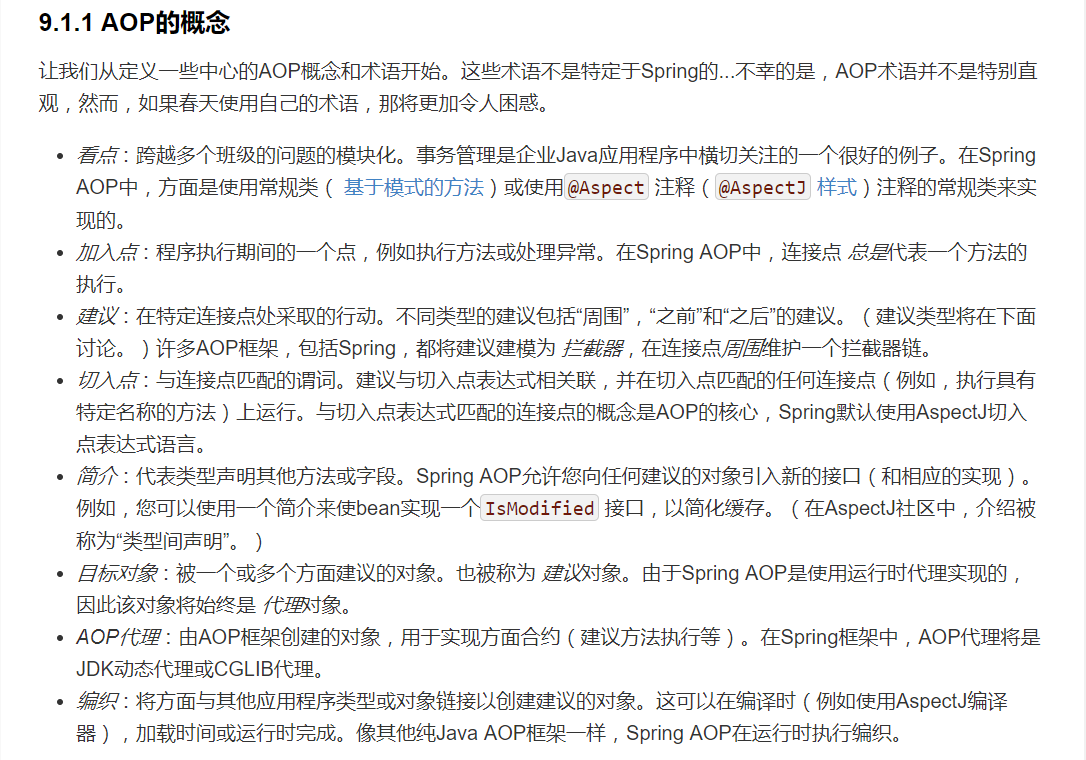 9.1.1 AOP的概念
让我们从定义一些中心的AOP概念和术语开始。这些术语不是特定于Spring的...不幸的是，AOP术语并不是特别直
观，然而，如果春天使用自己的术语，那将更加令人困惑。
• 看点：跨越多个班级的问题的模块化。事务管理是企业Java应用程序中横切关注的一个很好的例子。在Spring
AOP中，方面是使用常规类（ 基于模式的方法）或使用@Aspect 注释（@AspectJ 样式）注释的常规类来实
现的。
• 加入点：程序执行期间的一个点，例如执行方法或处理异常。在Spring AOP中，连接点 总是代表一个方法的
执行。
• 建议：在特定连接点处采取的行动。不同类型的建议包括“周围”，“之前”和“之后”的建议。（建议类型将在下面
讨论。）许多AOP框架，包括Spring，都将建议建模为 拦截器，在连接点周围维护一个拦截器链。
• 切入点：与连接点匹配的谓词。建议与切入点表达式相关联，并在切入点匹配的任何连接点（例如，执行具有
特定名称的方法）上运行。与切入点表达式匹配的连接点的概念是AOP的核心，Spring默认使用AspectJ切入
点表达式语言。
• 简介：代表类型声明其他方法或字段。Spring AOP允许您向任何建议的对象引入新的接口（和相应的实现）。
例如，您可以使用一个简介来使bean实现一个IsModified 接口，以简化缓存。（在AspectJ社区中，介绍被
称为“类型间声明”。）
• 目标对象：被一个或多个方面建议的对象。也被称为 建议对象。由于Spring AOP是使用运行时代理实现的，
因此该对象将始终是 代理对象。
• AOP代理：由AOP框架创建的对象，用于实现方面合约（建议方法执行等）。在Spring框架中，AOP代理将是
JDK动态代理或CGLIB代理。
• 编织：将方面与其他应用程序类型或对象链接以创建建议的对象。这可以在编译时（例如使用AspectJ编译
器），加载时间或运行时完成。像其他纯Java AOP框架一样，Spring AOP在运行时执行编织。